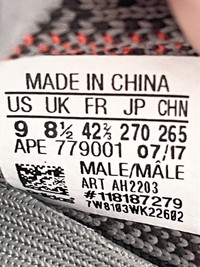 MADE IN CHINA
US UK FR JP CHN
9 8½ 42⅔ 270 265
APE 779001 07/17
MALE/MÂLE
ART AH2203
#118187279
7W8103WK22602